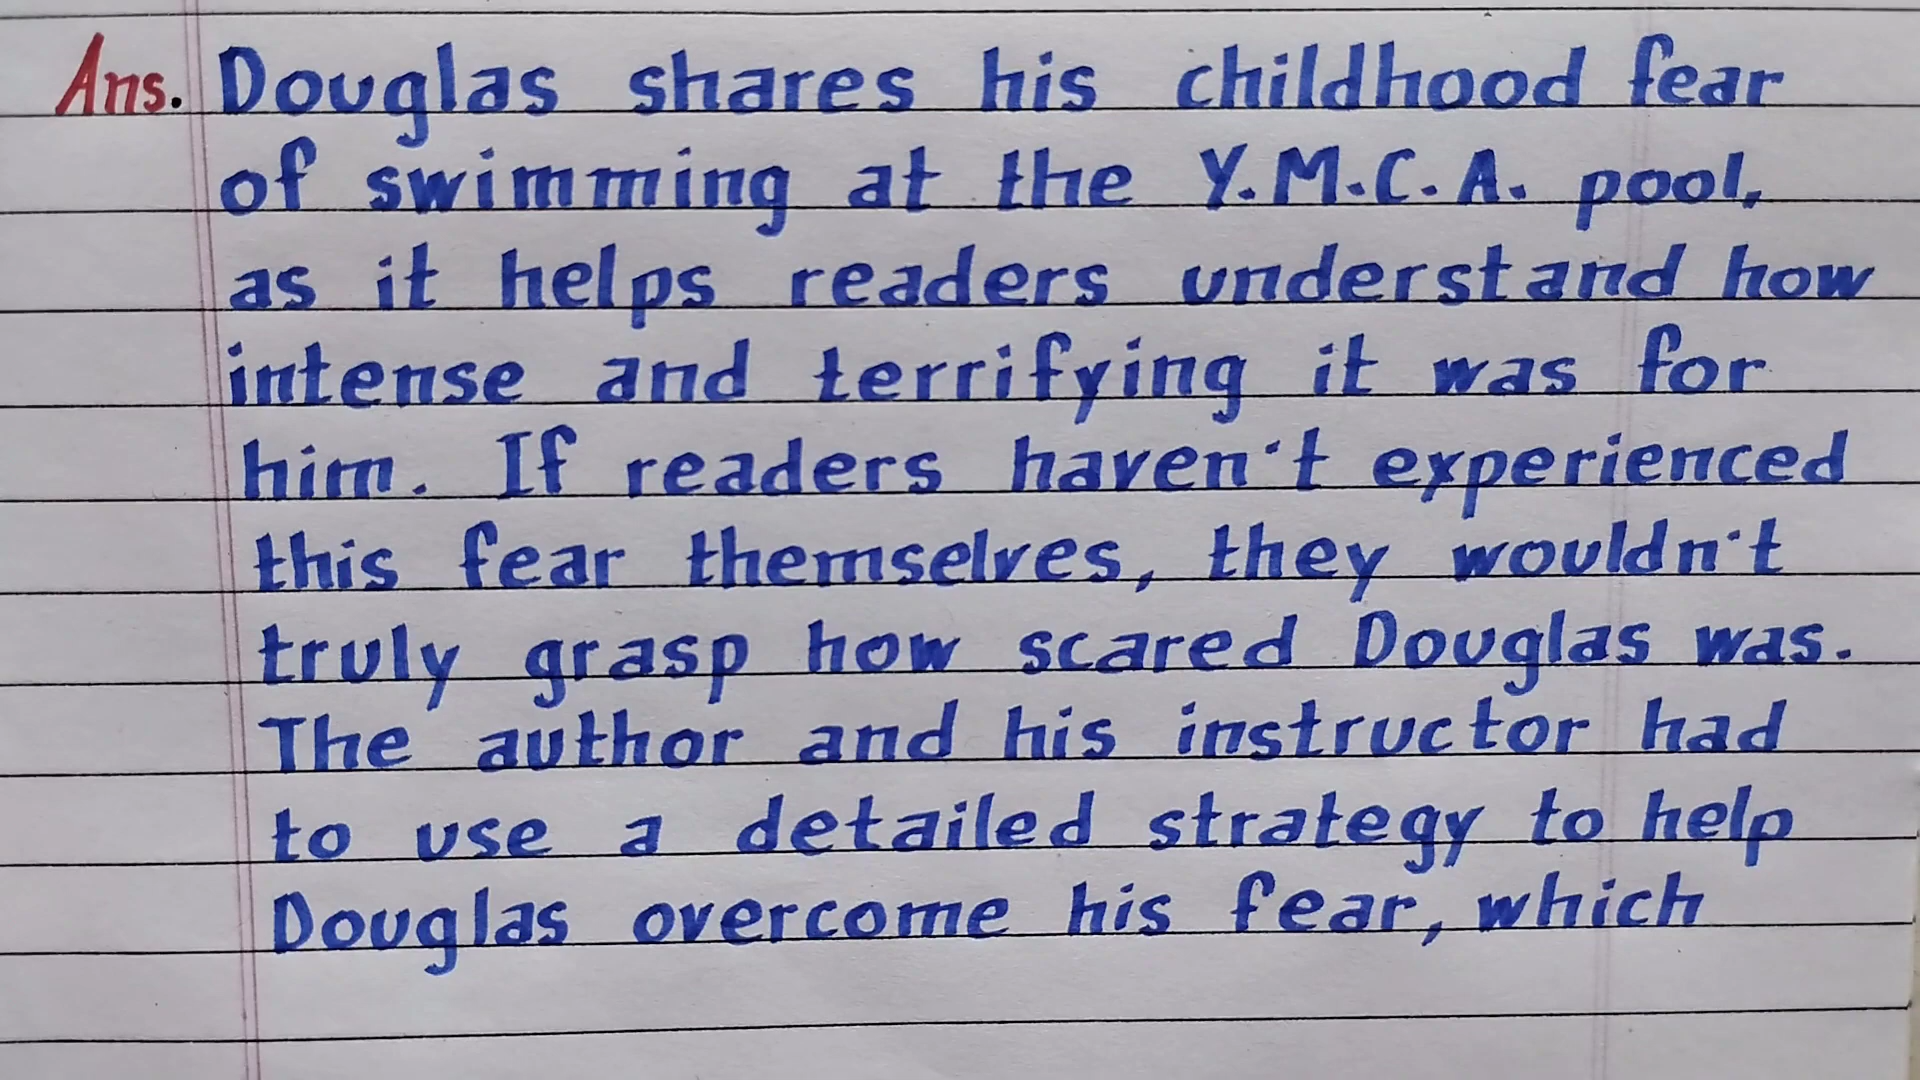 Ans. Douglas shares his childhood fear
of swimming at the Y.M.C.A. pool,
as it helps readers understand how
intense and terrifying it was for
him. If readers haven't experienced
this fear themselves, they wouldn't
truly grasp how scared Douglas was.
The author and his instructor had
to use a detailed strategy to help
Douglas overcome his fear, which